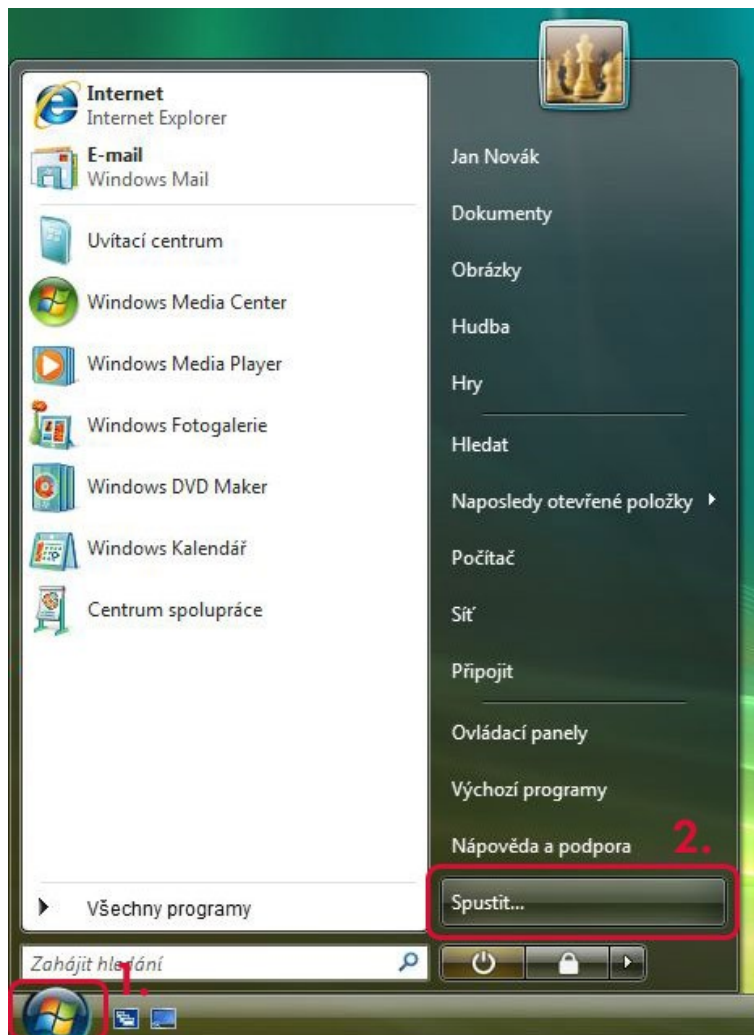 Internet
Internet Explorer
E-mail
Windows Mail
Uvítací centrum
Windows Media Center
Windows Media Player
Windows Fotogalerie
Windows DVD Maker
Windows Kalendář
Centrum spolupráce
Všechny programy
Zahájit hledání
1.
Jan Novák
Dokumenty
Obrázky
Hudba
Hry
Hledat
Naposledy otevřené položky
Počítač
Síť
Připojit
Ovládací panely
Výchozí programy
Nápověda a podpora
2.
Spustit...